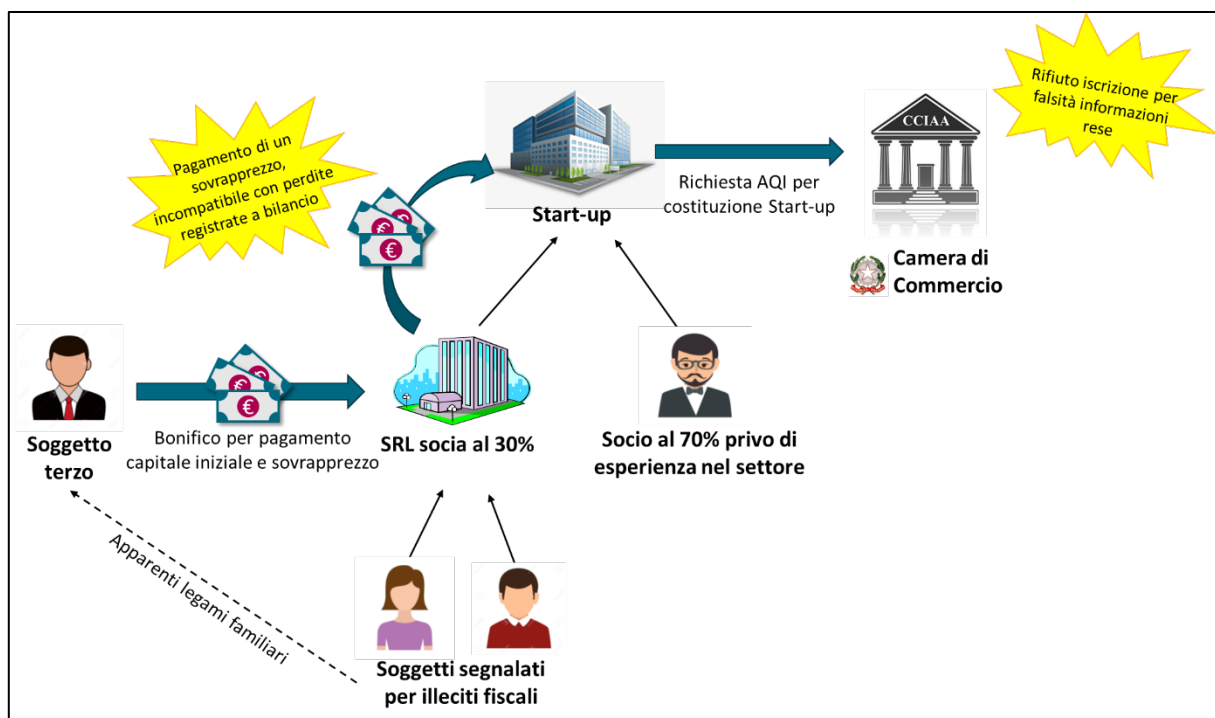 Rifiuto iscrizione per
falsità informazioni
rese
Pagamento di un
sovrapprezzo,
incompatibile con perdite
registrate a bilancio
CCIAA
Start-up
Richiesta AQI per
costituzione Start-up
Camera di
Commercio
Soggetto
terzo
Bonifico per pagamento
capitale iniziale e sovrapprezzo
SRL socia al 30%
Socio al 70% privo di
esperienza nel settore
Apparenti legami familiari
Soggetti segnalati
per illeciti fiscali